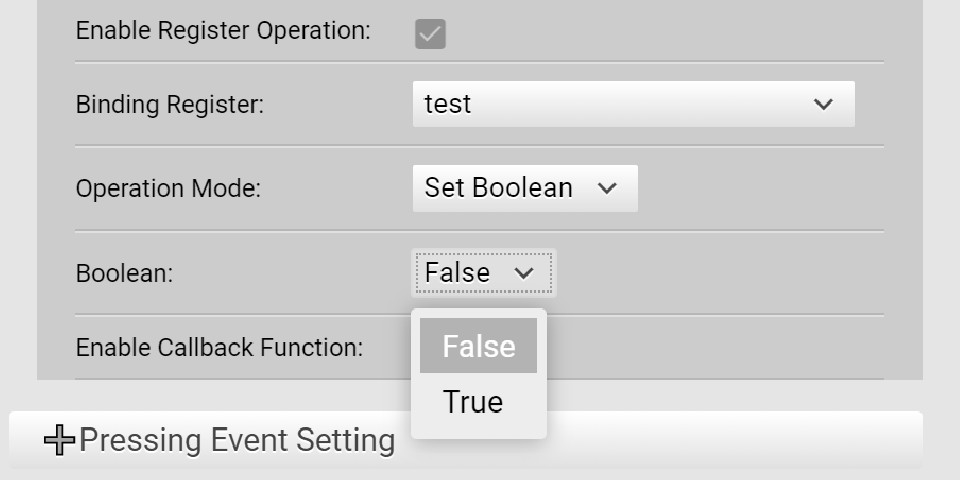 Enable Register Operation:
Binding Register: test
Operation Mode: Set Boolean
Boolean: False
False
Enable Callback Function:
True
Pressing Event Setting